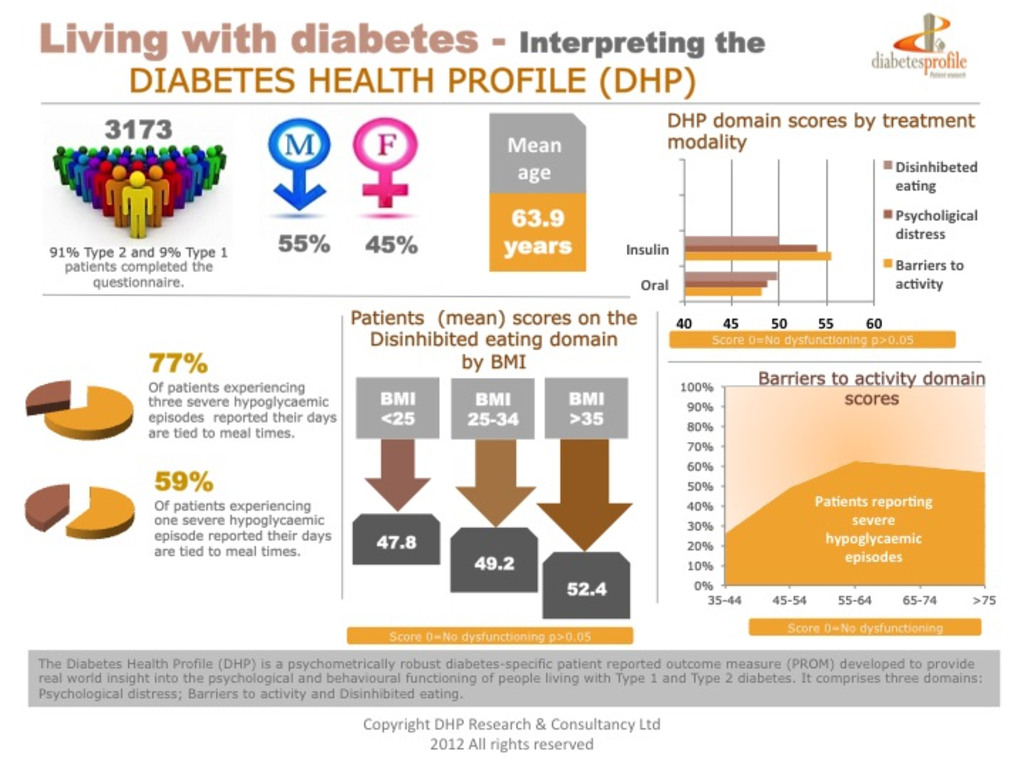 Living with diabetes - Interpreting the
DIABETES HEALTH PROFILE (DHP)
diabetesprofile
Patient research
3173
91% Type 2 and 9% Type 1
patients completed the
questionnaire.
M
F
55%
45%
Mean
age
63.9
years
DHP domain scores by treatment
modality
Insulin
Oral
40 45 50 55 60
Disinhibeted
eating
Psycholigical
distress
Barriers to
activity
Score 0=No dysfunctioning p>0.05
77%
Of patients experiencing
three severe hypoglycaemic
episodes reported their days
are tied to meal times.
59%
Of patients experiencing
one severe hypoglycaemic
episode reported their days
are tied to meal times.
Patients (mean) scores on the
Disinhibited eating domain
by BMI
BMI
<25
BMI
25-34
BMI
>35
47.8
49.2
52.4
Score 0=No dysfunctioning p>0.05
Barriers to activity domain
scores
100%
90%
80%
70%
60%
50%
40%
30%
20%
10%
0%
Patients reporting
severe
hypoglycaemic
episodes
35-44 45-54 55-64 65-74 >75
Score 0=No dysfunctioning
The Diabetes Health Profile (DHP) is a psychometrically robust diabetes-specific patient reported outcome measure (PROM) developed to provide
real world insight into the psychological and behavioural functioning of people living with Type 1 and Type 2 diabetes. It comprises three domains:
Psychological distress; Barriers to activity and Disinhibited eating.
Copyright DHP Research & Consultancy Ltd
2012 All rights reserved